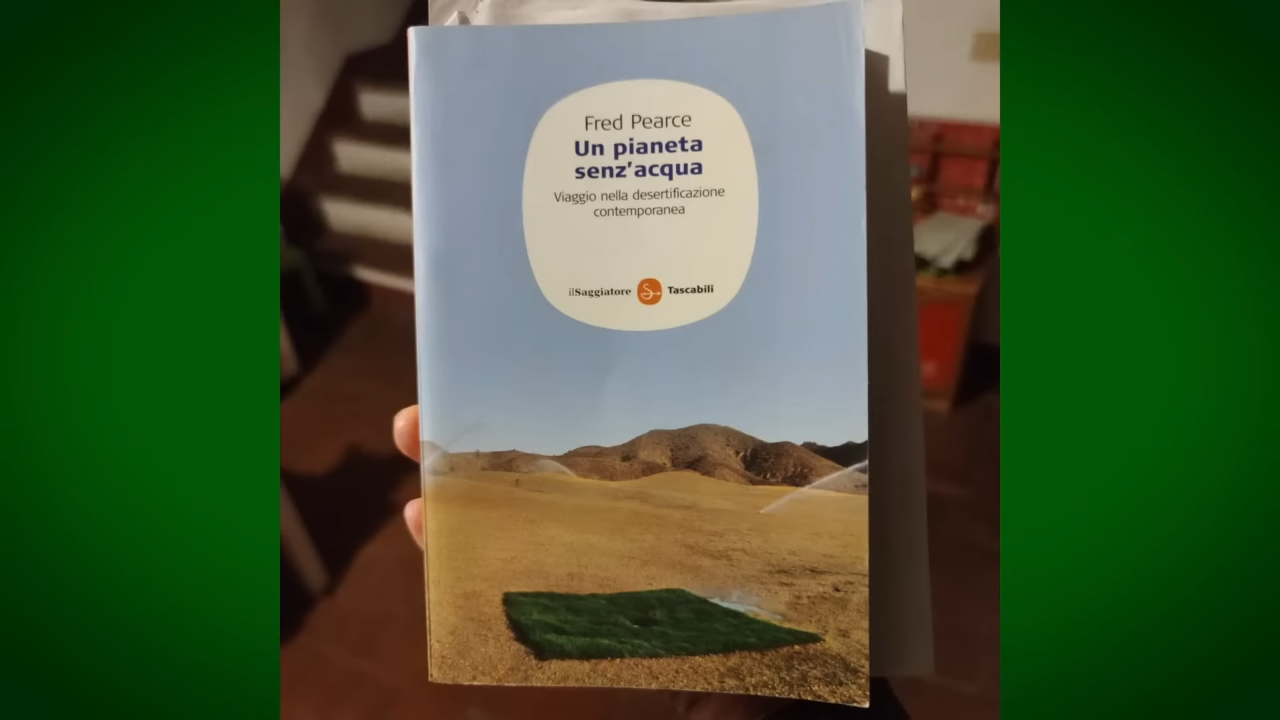 Fred Pearce
Un pianeta
senz'acqua
Viaggio nella desertificazione
contemporanea
ilSaggiatore S Tascabili